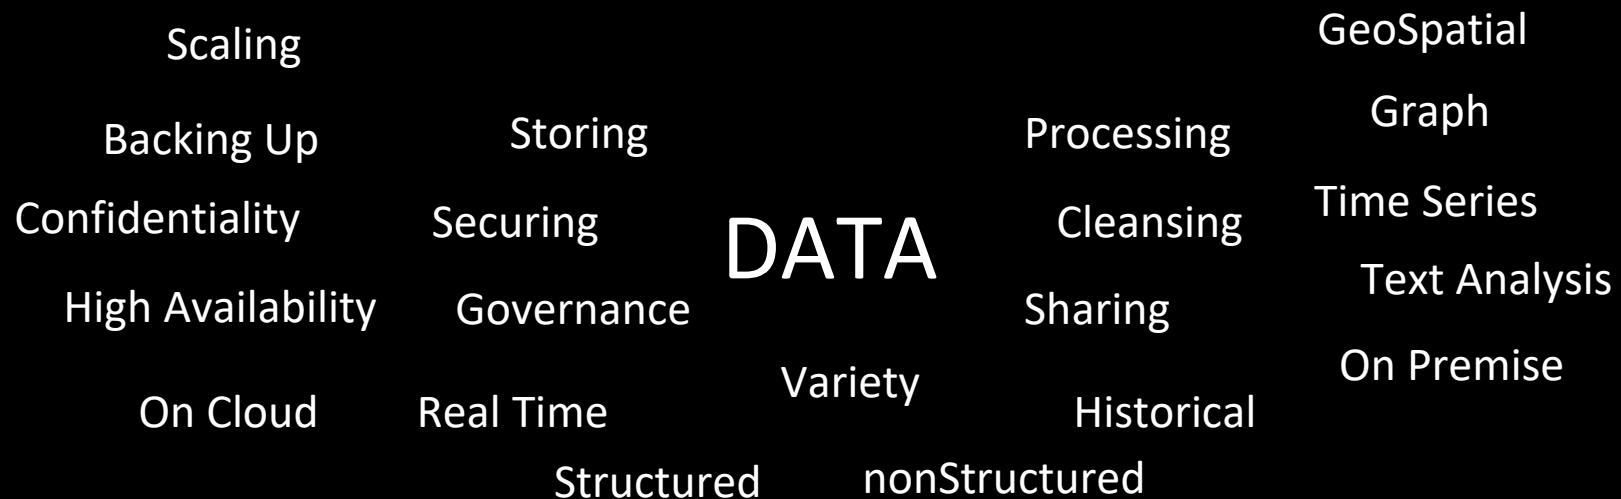 GeoSpatial
Scaling
Graph
Backing Up
Storing
Processing
Time Series
Confidentiality
Securing
DATA
Cleansing
Text Analysis
High Availability
Governance
Sharing
On Premise
Variety
On Cloud
Real Time
Historical
Structured
nonStructured